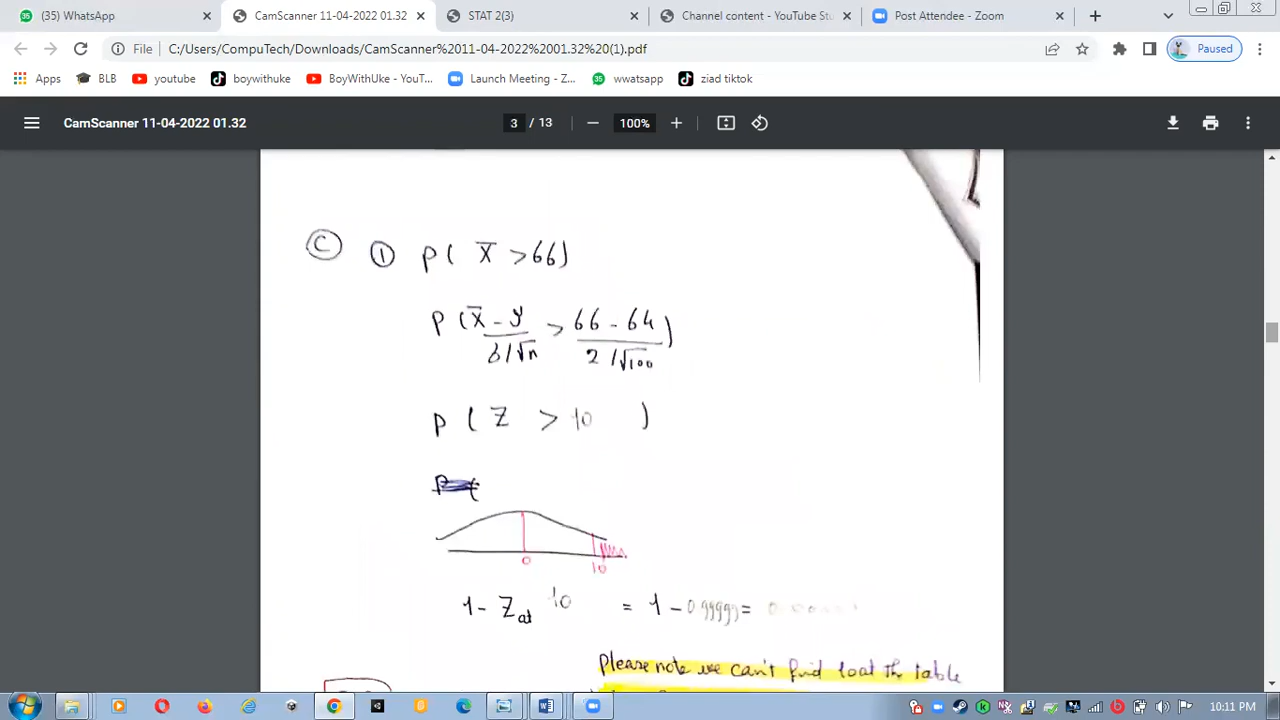 (35) WhatsApp
CamScanner 11-04-2022 01.32
STAT 2(3)
Channel content - YouTube Stu
Post Attendee - Zoom
File
C:/Users/CompuTech/Downloads/CamScanner%2011-04-2022%2001.32%20(1).pdf
Paused
Apps
BLB
youtube
boywithuke
BoyWithUke - YouT...
Launch Meeting - Z...
wwatsapp
ziad tiktok
CamScanner 11-04-2022 01.32
3 / 13
100%
C 1 P( X̄ >66)
P (X̄ - μ / σ/√n > 66 - 64 / 2/√100 )
P ( Z > 10 )
0
10
1- Z at 10 = 1 - 0.99999 =
please note we can't find 10 at the table
10:11 PM